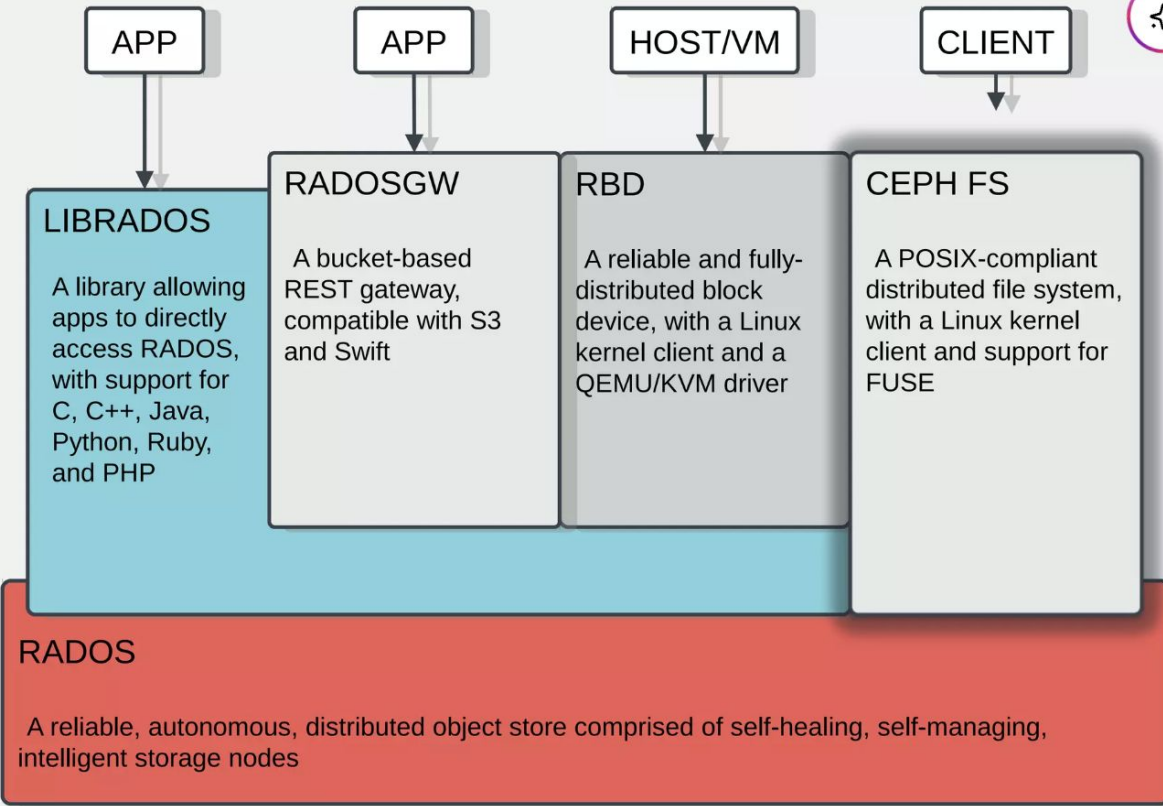 APP
APP
HOST/VM
CLIENT
LIBRADOS
A library allowing
apps to directly
access RADOS,
with support for
C, C++, Java,
Python, Ruby,
and PHP
RADOSGW
A bucket-based
REST gateway,
compatible with S3
and Swift
RBD
A reliable and fully-
distributed block
device, with a Linux
kernel client and a
QEMU/KVM driver
CEPH FS
A POSIX-compliant
distributed file system,
with a Linux kernel
client and support for
FUSE
RADOS
A reliable, autonomous, distributed object store comprised of self-healing, self-managing,
intelligent storage nodes